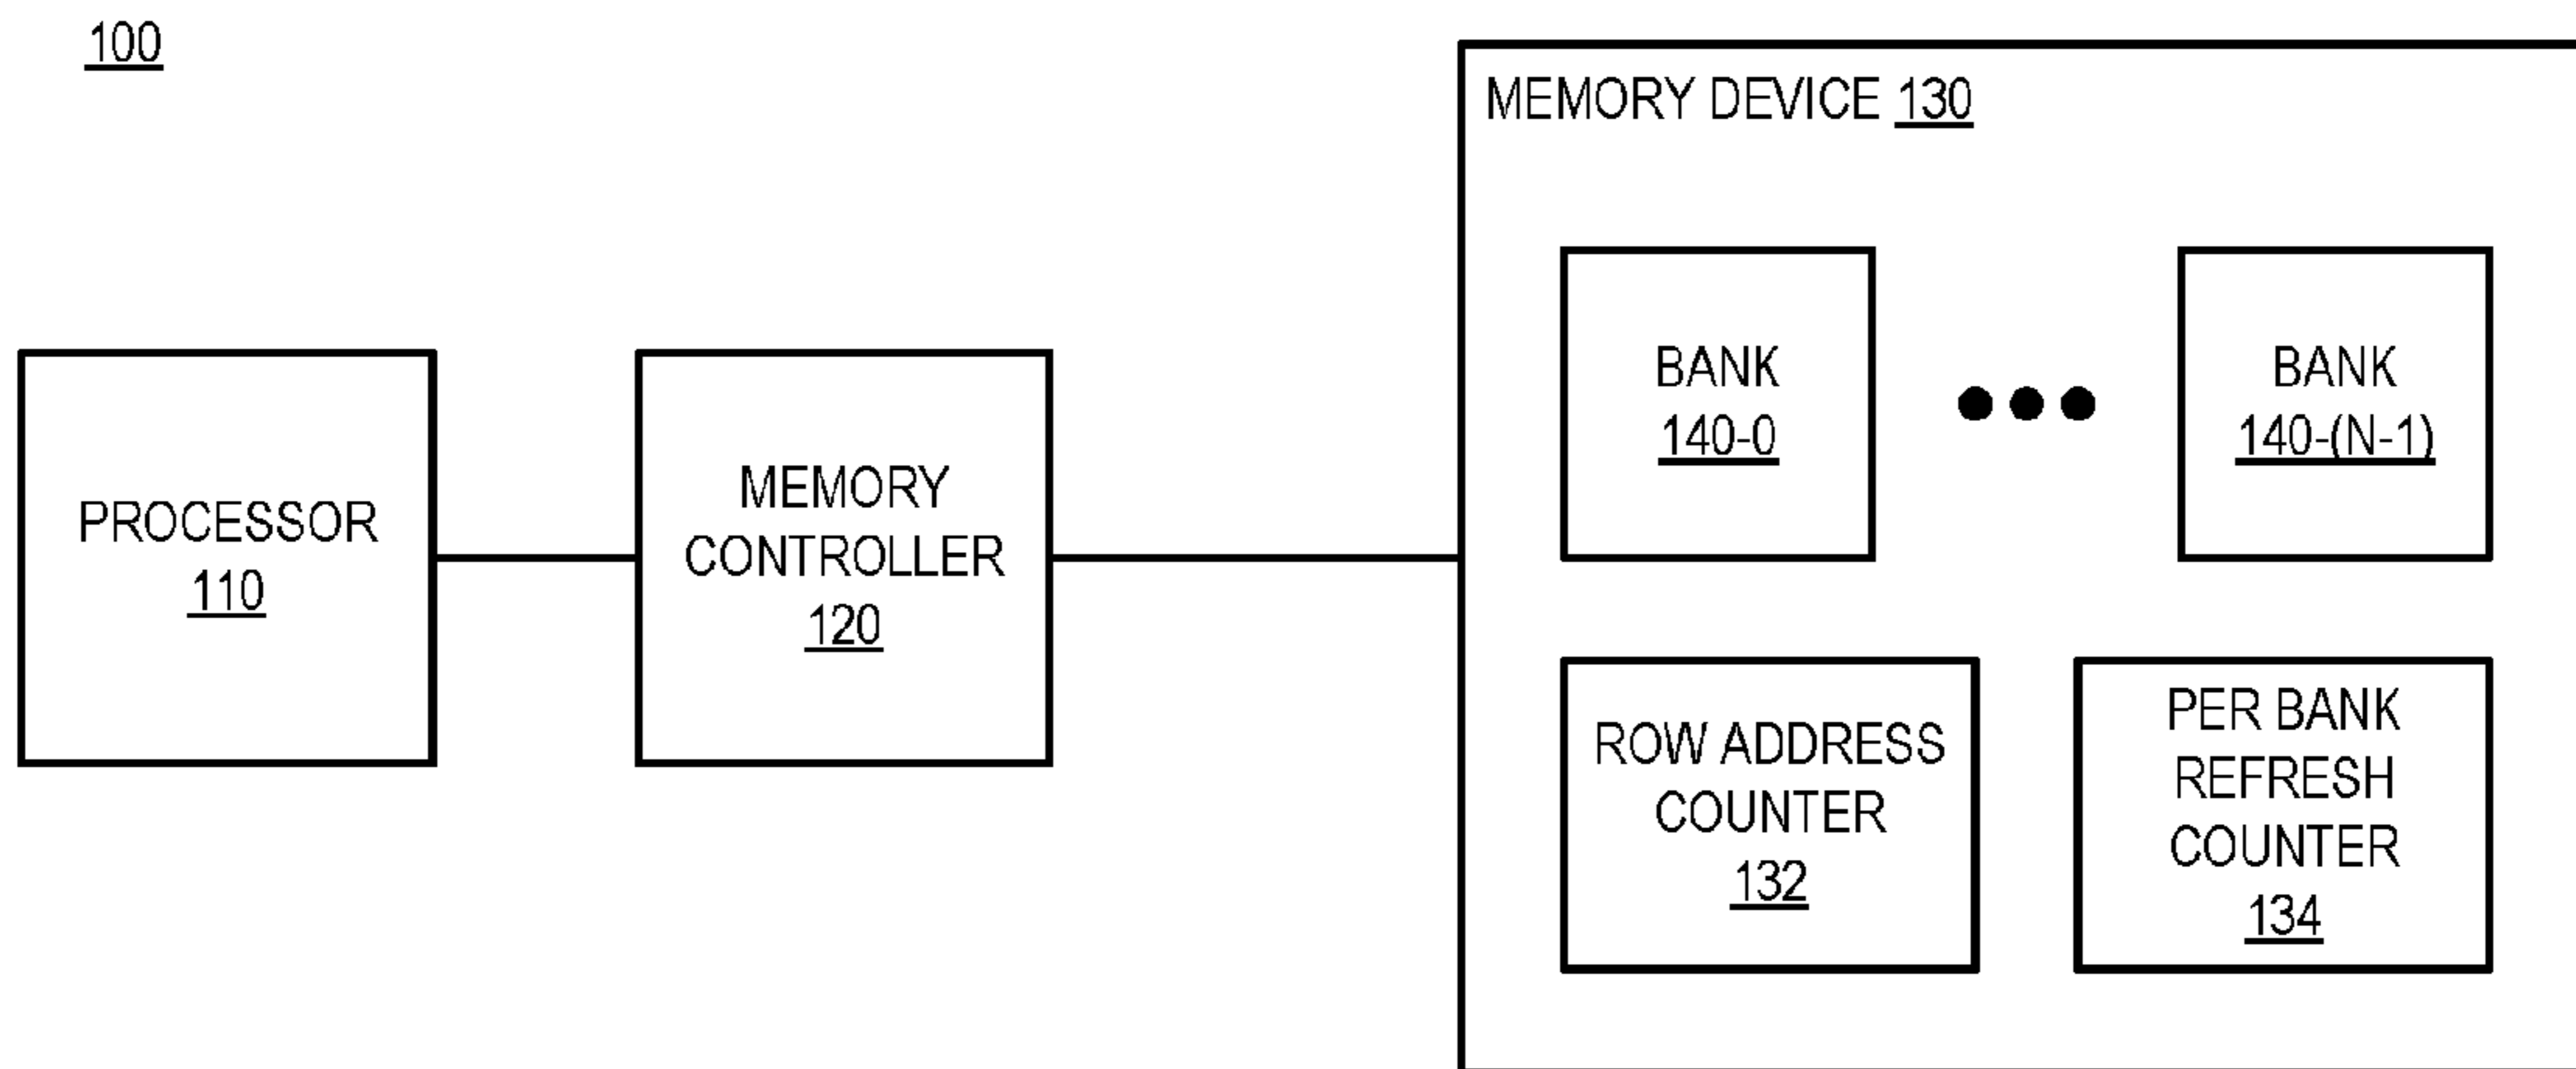 100
MEMORY DEVICE 130
PROCESSOR
110
MEMORY
CONTROLLER
120
BANK
140-0
BANK
140-(N-1)
ROW ADDRESS
COUNTER
132
PER BANK
REFRESH
COUNTER
134